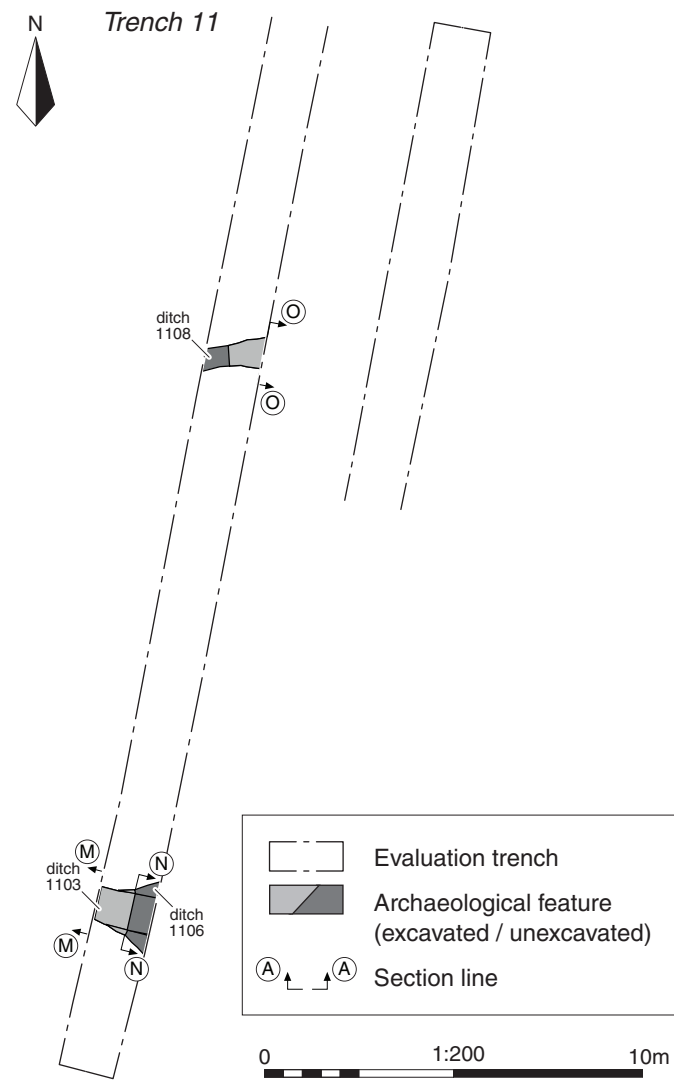 N
Trench 11
O
ditch
1108
O
M
ditch
1103
N
ditch
1106
M
N
Evaluation trench
Archaeological feature
(excavated / unexcavated)
A A
Section line
0 1:200 10m